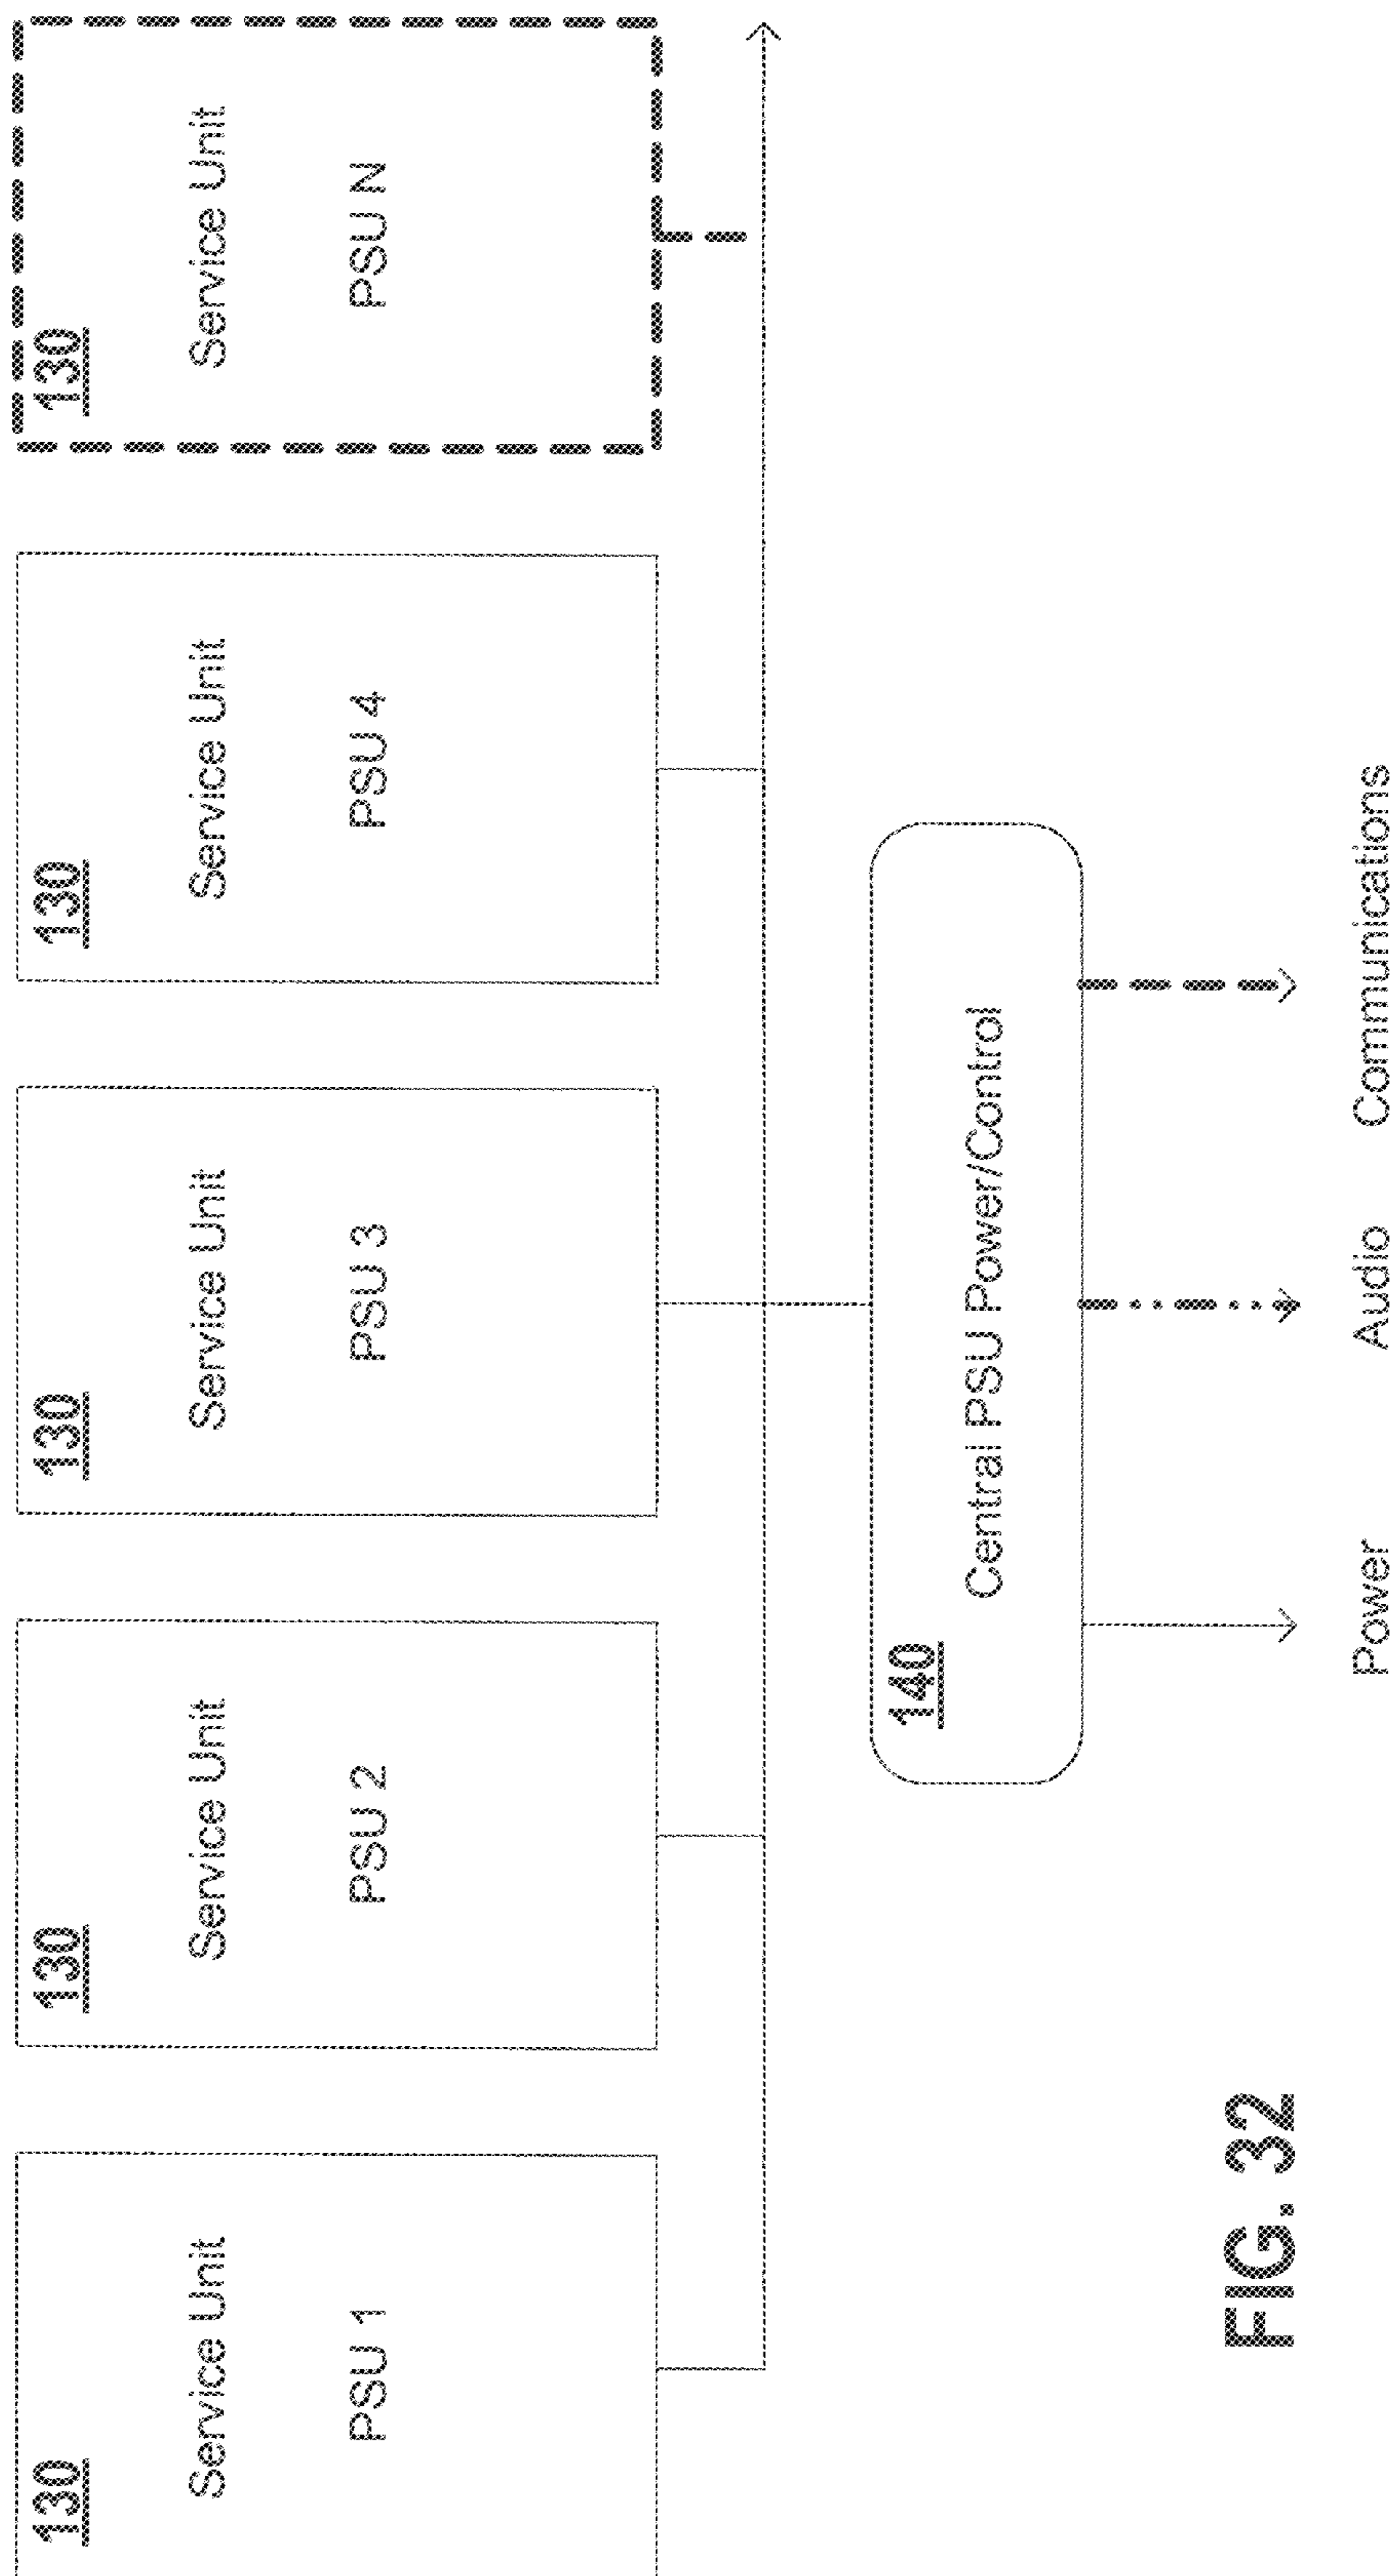 130
Service Unit
PSU 1
130
Service Unit
PSU 2
130
Service Unit
PSU 3
130
Service Unit
PSU 4
130
Service Unit
PSU N
140
Central PSU Power/Control
Power
Audio
Communications
FIG. 32